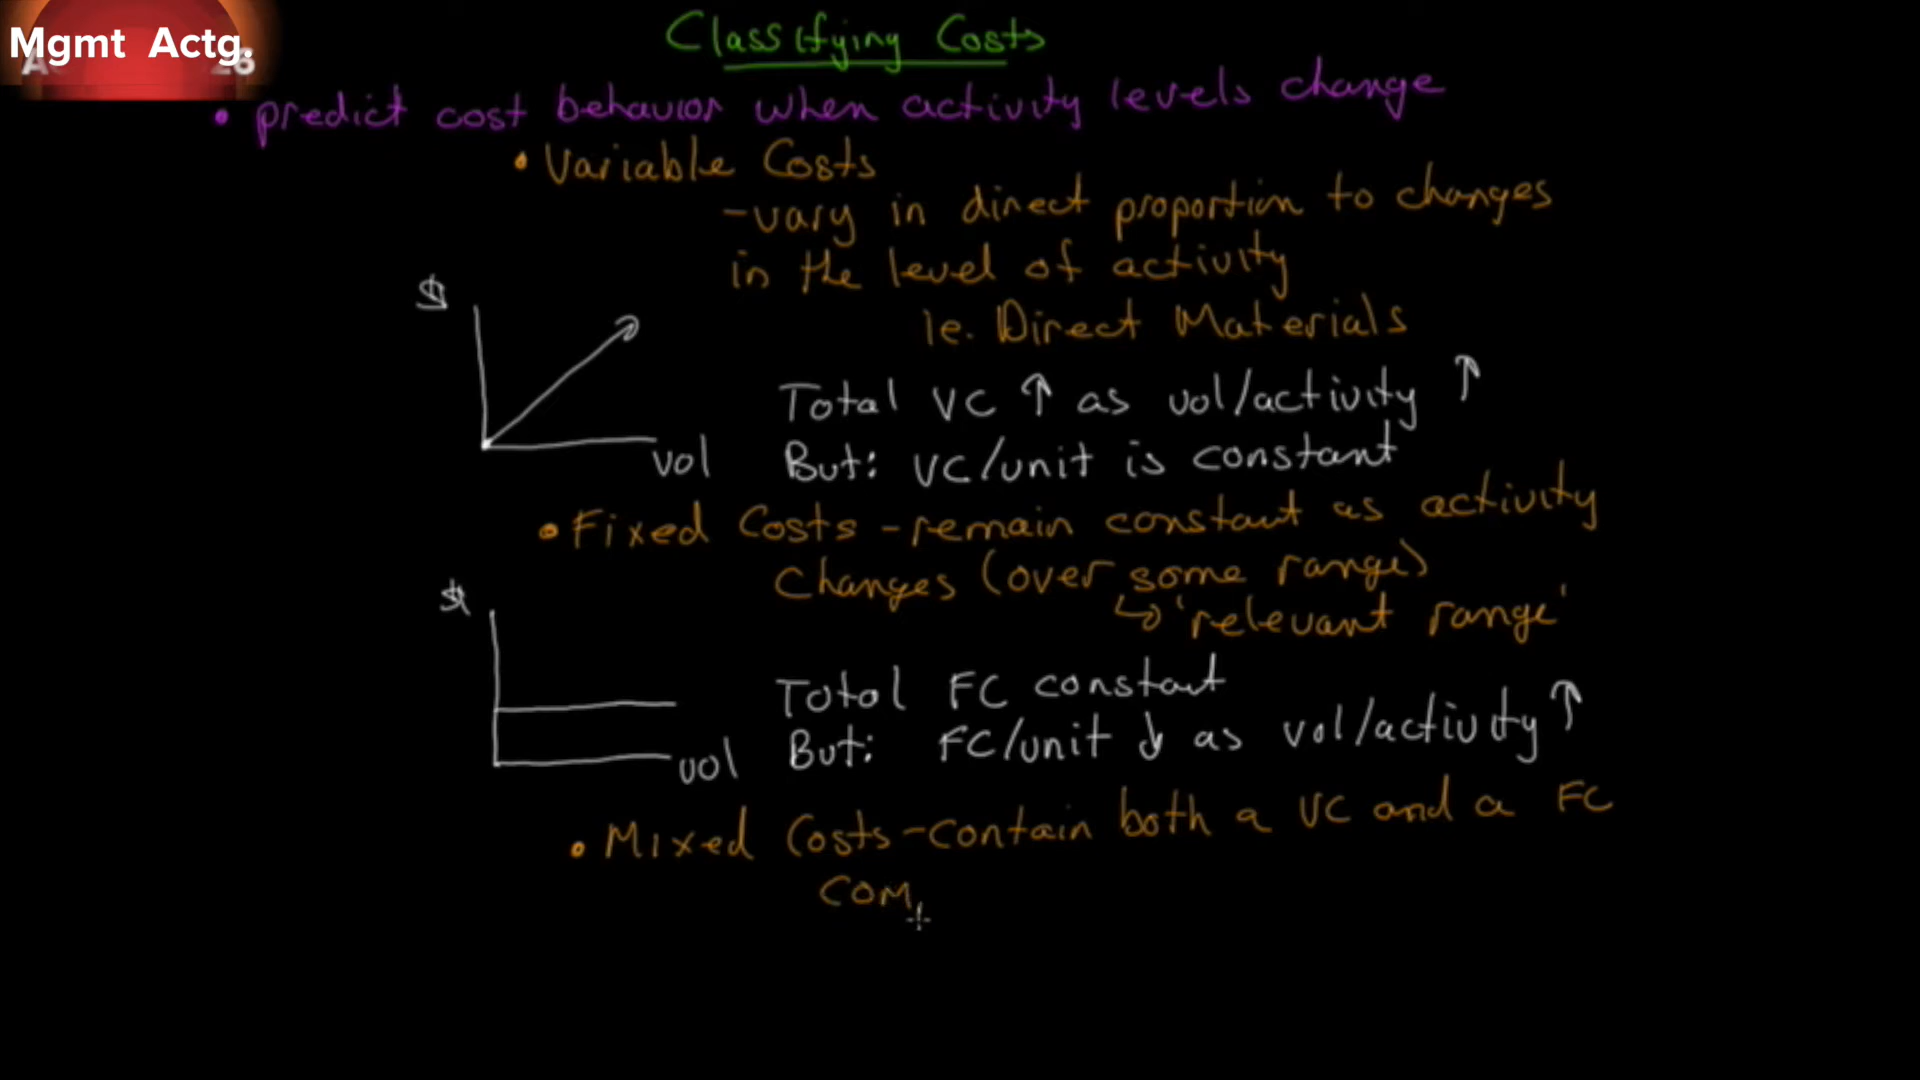 Mgmt Actg.
Classifying Costs
• predict cost behavior when activity levels change
• Variable Costs
-vary in direct proportion to changes
in the level of activity
ie. Direct Materials
$
vol
Total VC ↑ as vol/activity ↑
But: VC/unit is constant
• Fixed Costs - remain constant as activity
changes (over some range)
↳ 'relevant range'
$
vol
Total FC constant
But: FC/unit ↓ as vol/activity ↑
• Mixed Costs - contain both a VC and a FC
com